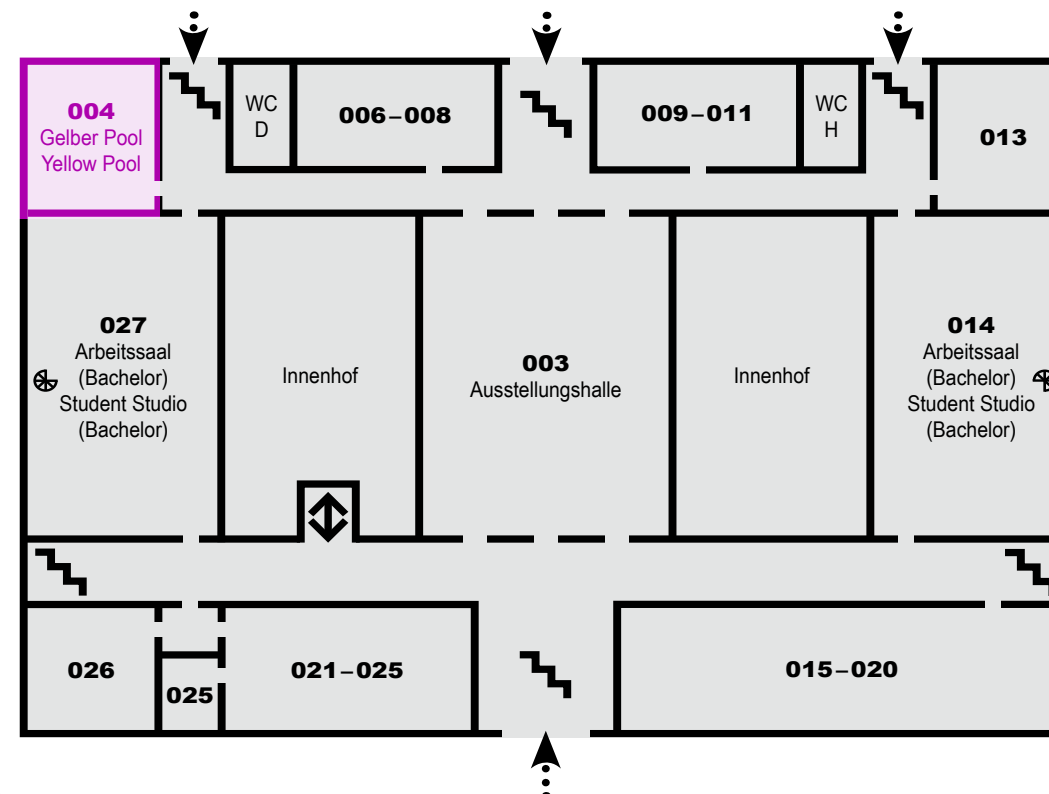 004
Gelber Pool
Yellow Pool
WC
D
006–008
009–011
WC
H
013
027
Arbeitssaal
(Bachelor)
Student Studio
(Bachelor)
Innenhof
003
Ausstellungshalle
Innenhof
014
Arbeitssaal
(Bachelor)
Student Studio
(Bachelor)
026
025
021–025
015–020